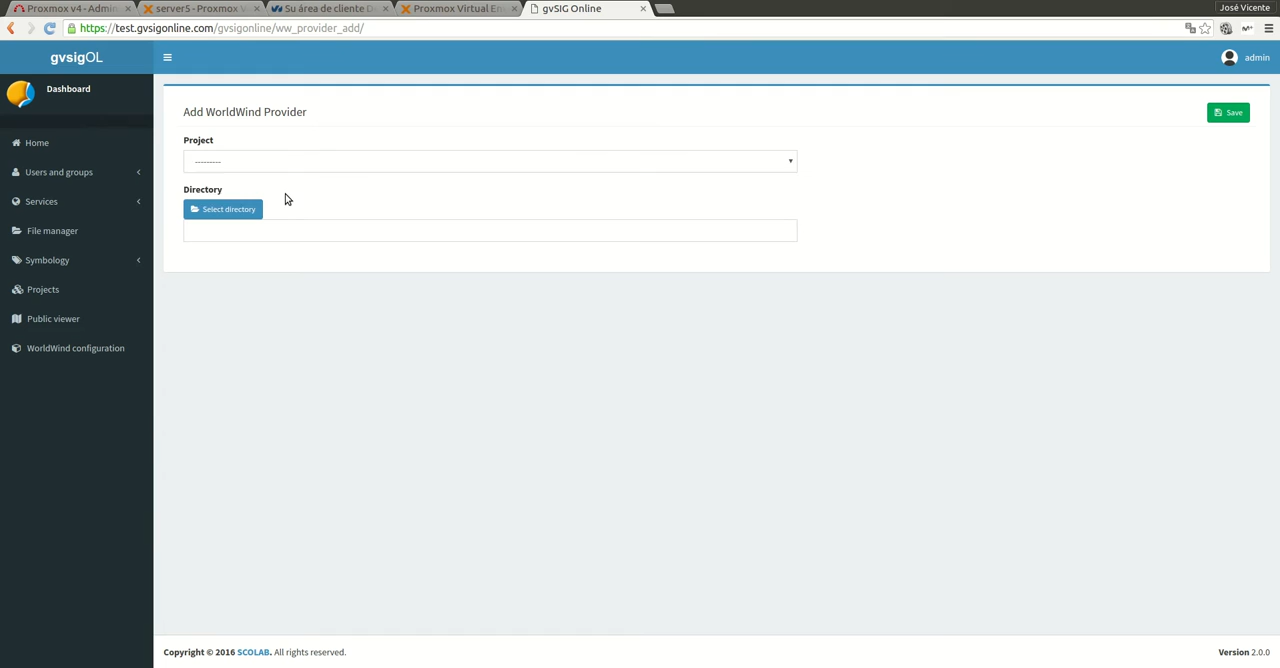 José Vicente
Proxmox v4 - Admin
server5 - Proxmox V
Su área de cliente D
Proxmox Virtual En
gvSIG Online
https://test.gvsigonline.com/gvsigonline/ww_provider_add/
gvsigOL
admin
Dashboard
Home
Users and groups
Services
File manager
Symbology
Projects
Public viewer
WorldWind configuration
Add WorldWind Provider
Save
Project
---------
Directory
Select directory
Copyright © 2016 SCOLAB. All rights reserved.
Version 2.0.0